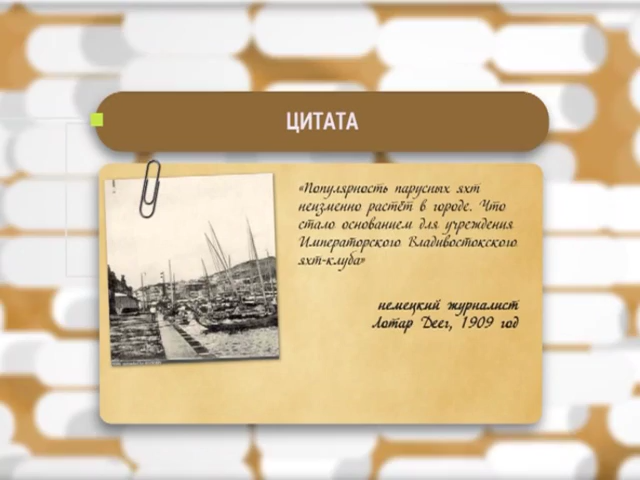 ЦИТАТА
«Популярность парусных яхт
неизменно растёт в городе. Что
стало основанием для учреждения
Императорского Владивостокского
яхт-клуба»
немецкий журналист
Лотар Деег, 1909 год